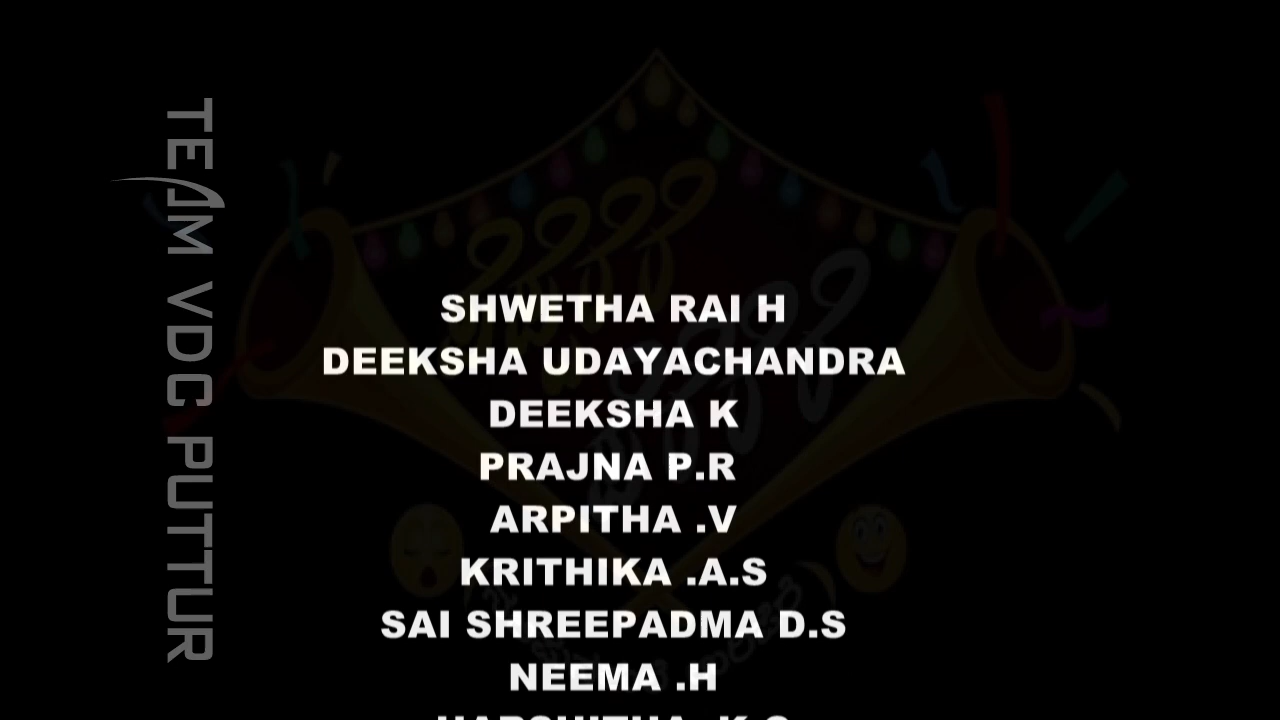 TEAM VDC PUTTUR
SHWETHA RAI H
DEEKSHA UDAYACHANDRA
DEEKSHA K
PRAJNA P.R
ARPITHA .V
KRITHIKA .A.S
SAI SHREEPADMA D.S
NEEMA .H